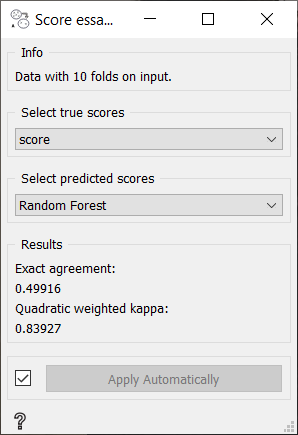 Score essa...
Info
Data with 10 folds on input.
Select true scores
score
Select predicted scores
Random Forest
Results
Exact agreement:
0.49916
Quadratic weighted kappa:
0.83927
Apply Automatically
?